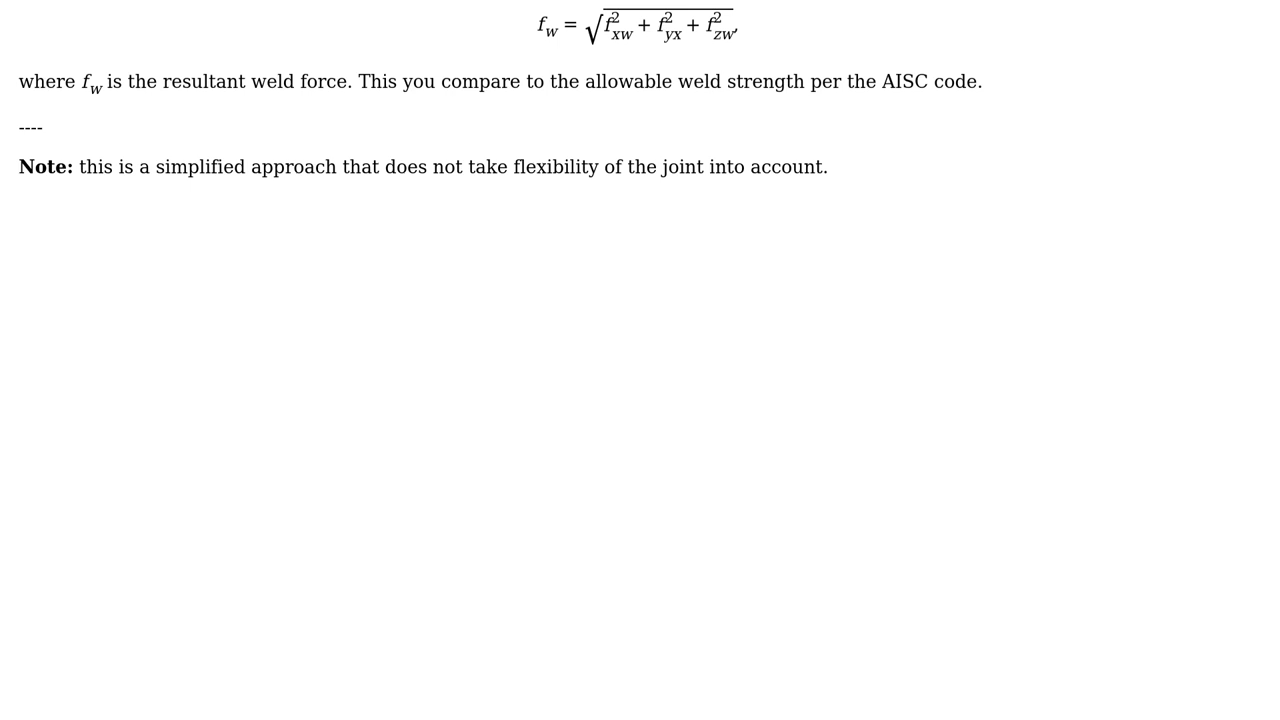 f_w = √(f_xw^2 + f_yx^2 + f_zw^2),
where f_w is the resultant weld force. This you compare to the allowable weld strength per the AISC code.
----
Note: this is a simplified approach that does not take flexibility of the joint into account.